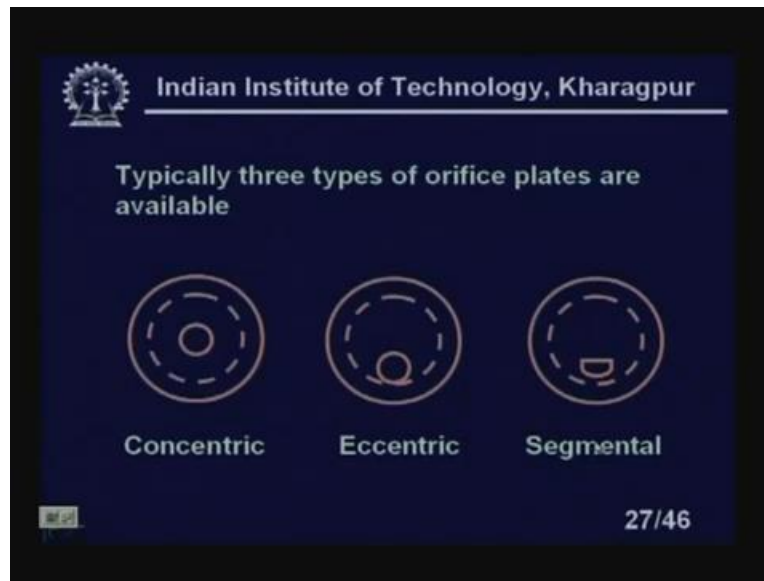 Indian Institute of Technology, Kharagpur
Typically three types of orifice plates are
available
Concentric
Eccentric
Segmental
27/46